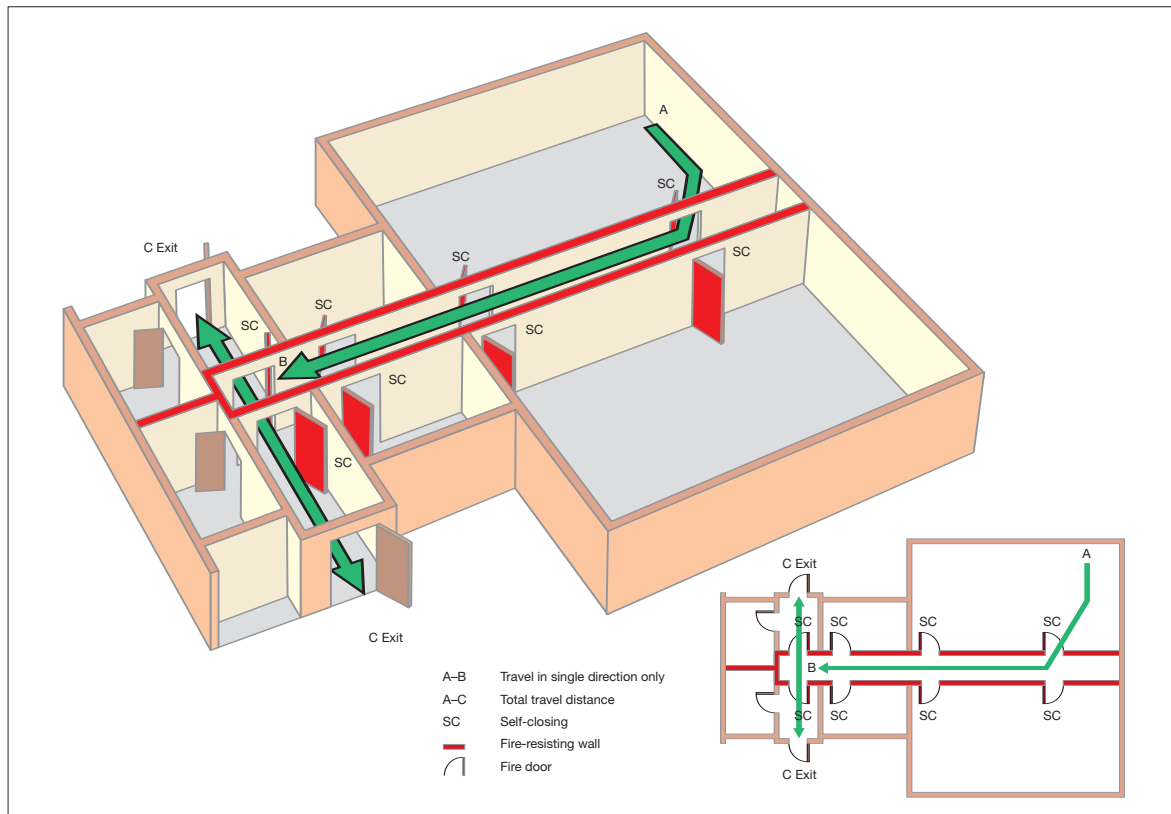 A
SC
C Exit
SC
SC
SC
SC
B
SC
SC
SC
C Exit
A–B Travel in single direction only
A–C Total travel distance
SC Self-closing
Fire-resisting wall
Fire door
A
C Exit
SC SC SC SC
B
SC SC SC SC
C Exit